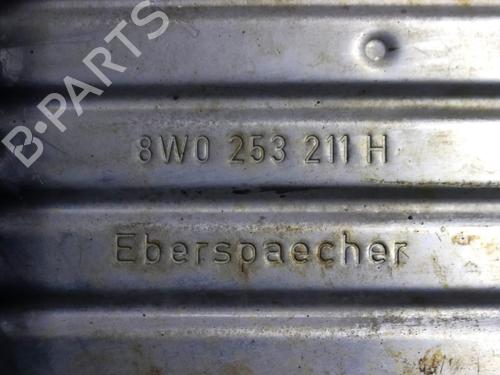 B-PARTS
8W0 253 211 H
Eberspaecher